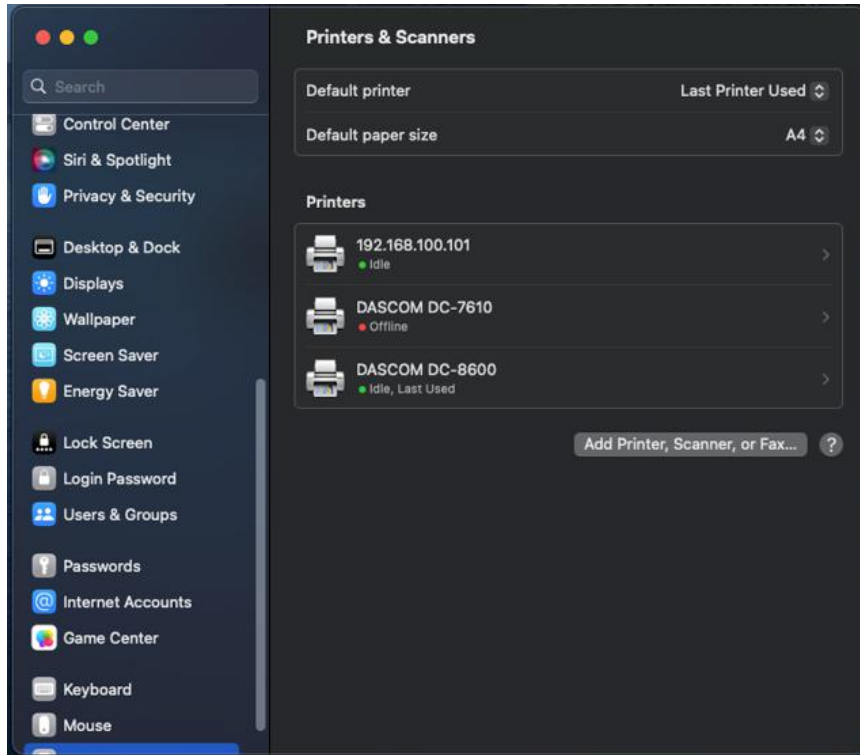 Search
Control Center
Siri & Spotlight
Privacy & Security
Desktop & Dock
Displays
Wallpaper
Screen Saver
Energy Saver
Lock Screen
Login Password
Users & Groups
Passwords
Internet Accounts
Game Center
Keyboard
Mouse
Printers & Scanners
Default printer Last Printer Used
Default paper size A4
Printers
192.168.100.101
Idle
DASCOM DC-7610
Offline
DASCOM DC-8600
Idle, Last Used
Add Printer, Scanner, or Fax... ?